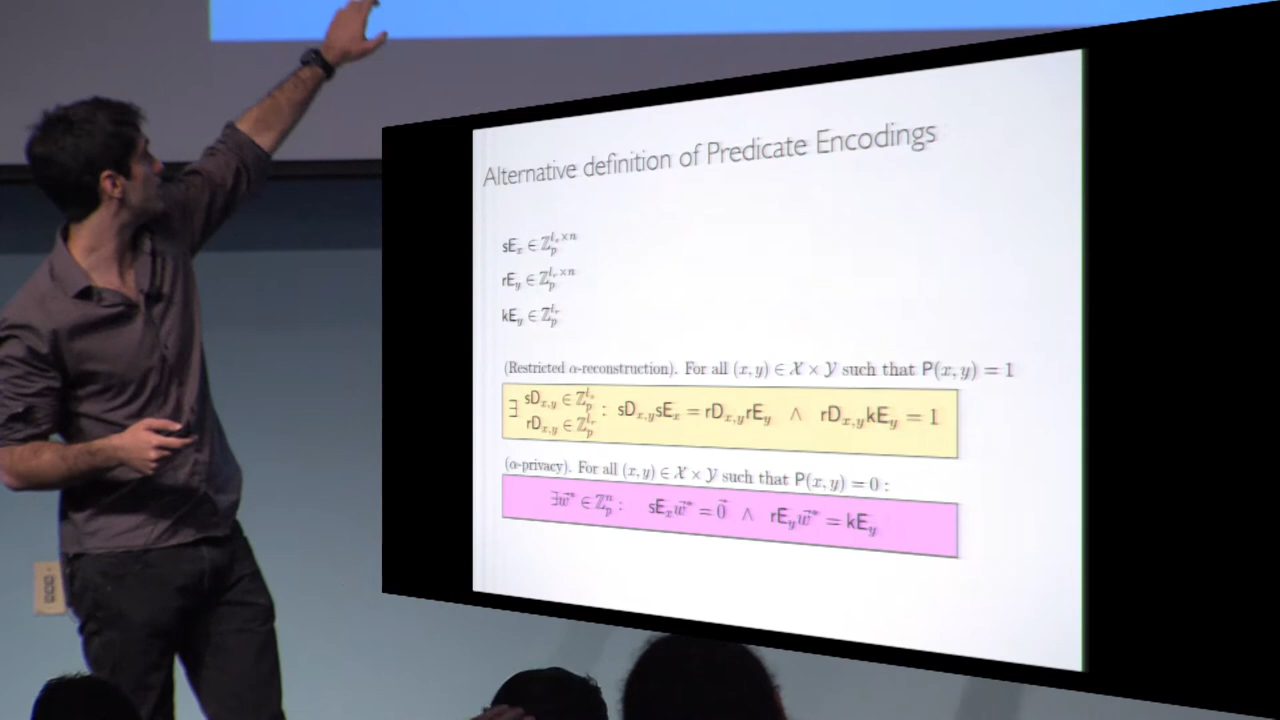 Alternative definition of Predicate Encodings
sE_x ∈ ℤ_p^{l_s×n}
rE_y ∈ ℤ_p^{l_r×n}
kE_y ∈ ℤ_p^{l_r}
(Restricted α-reconstruction). For all (x, y) ∈ 𝒳 × 𝒴 such that P(x, y) = 1
∃ sD_{x,y} ∈ ℤ_p^{l_s} rD_{x,y} ∈ ℤ_p^{l_r} : sD_{x,y}sE_x = rD_{x,y}rE_y ∧ rD_{x,y}kE_y = 1
(α-privacy). For all (x, y) ∈ 𝒳 × 𝒴 such that P(x, y) = 0 :
∃w⃗* ∈ ℤ_p^n : sE_x w⃗* = 0⃗ ∧ rE_y w⃗* = kE_y